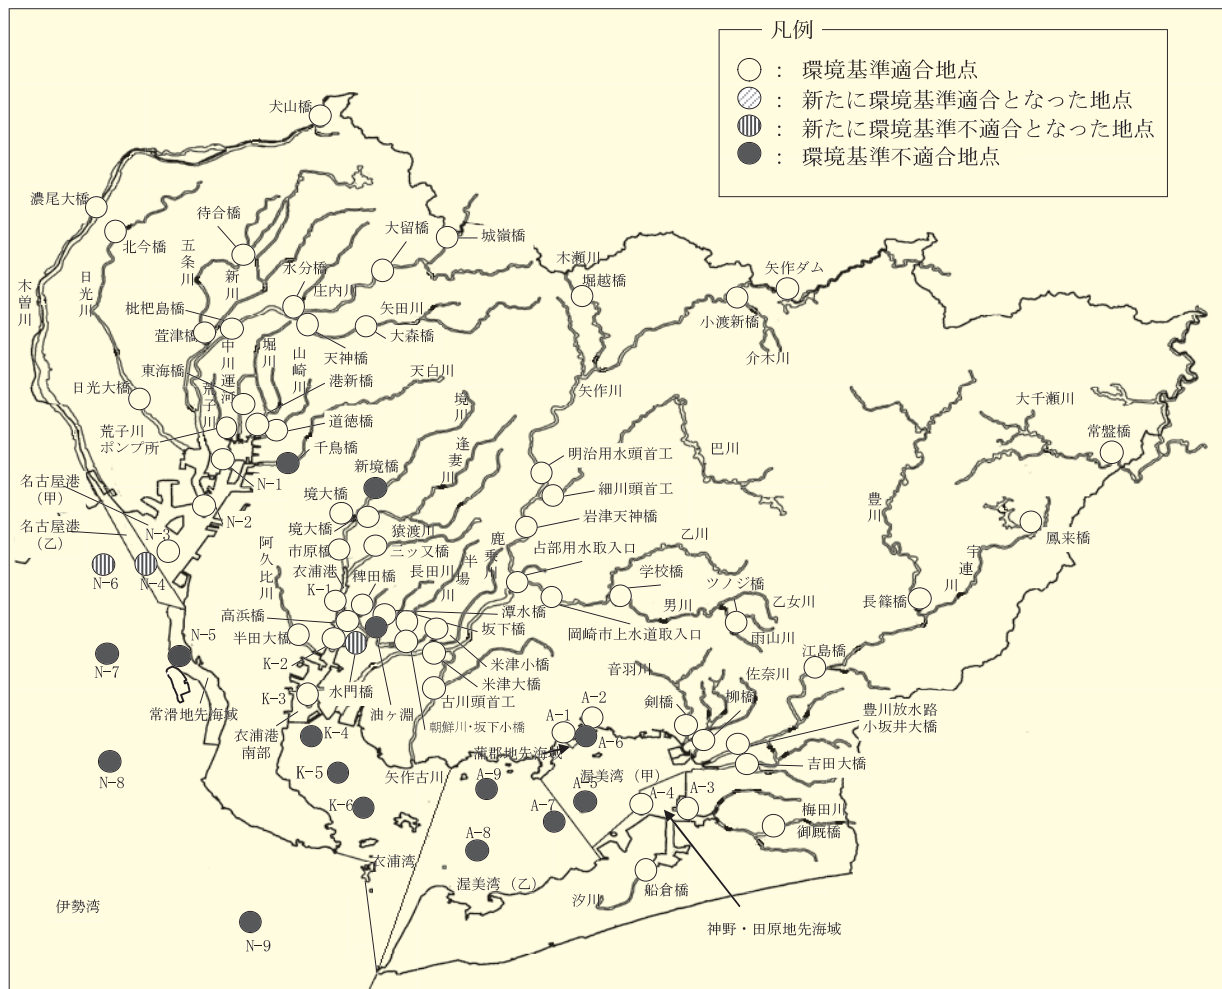 凡例
： 環境基準適合地点
： 新たに環境基準適合となった地点
： 新たに環境基準不適合となった地点
： 環境基準不適合地点
犬山橋
濃尾大橋
北今橋
待合橋
大留橋
城嶺橋
五条川
新川
水分橋
庄内川
木瀬川
堀越橋
矢作ダム
小渡新橋
介木川
木曽川
日光川
枇杷島橋
萱津橋
矢田川
大森橋
天神橋
中川運河
堀川
山崎川
東海橋
荒子川
港新橋
天白川
矢作川
日光大橋
道徳橋
荒子川
ポンプ所
千鳥橋
境川
逢妻川
新境橋
巴川
大千瀬川
常盤橋
明治用水頭首工
細川頭首工
岩津天神橋
豊川
宇連川
鳳来橋
長篠橋
名古屋港
（甲）
名古屋港
（乙）
N-1
N-2
N-3
N-4
N-6
境大橋
境大橋
猿渡川
市原橋
三ッ又橋
阿久比川
衣浦港
稗田橋
長田川
半場川
鹿乗川
占部用水取入口
乙川
学校橋
ツノジ橋
乙女川
男川
雨山川
岡崎市上水道取入口
K-1
高浜橋
潭水橋
坂下橋
半田大橋
K-2
米津小橋
米津大橋
水門橋
古川頭首工
油ヶ淵
朝鮮川・坂下小橋
N-5
N-7
常滑地先海域
K-3
衣浦港
南部
K-4
K-5
K-6
矢作古川
音羽川
佐奈川
江島橋
剣橋
柳橋
豊川放水路
小坂井大橋
吉田大橋
A-1
A-2
A-6
蒲郡地先海域
渥美湾（甲）
A-9
A-5
A-4
A-3
A-7
A-8
梅田川
御厩橋
N-8
衣浦湾
渥美湾（乙）
汐川
船倉橋
伊勢湾
神野・田原地先海域
N-9